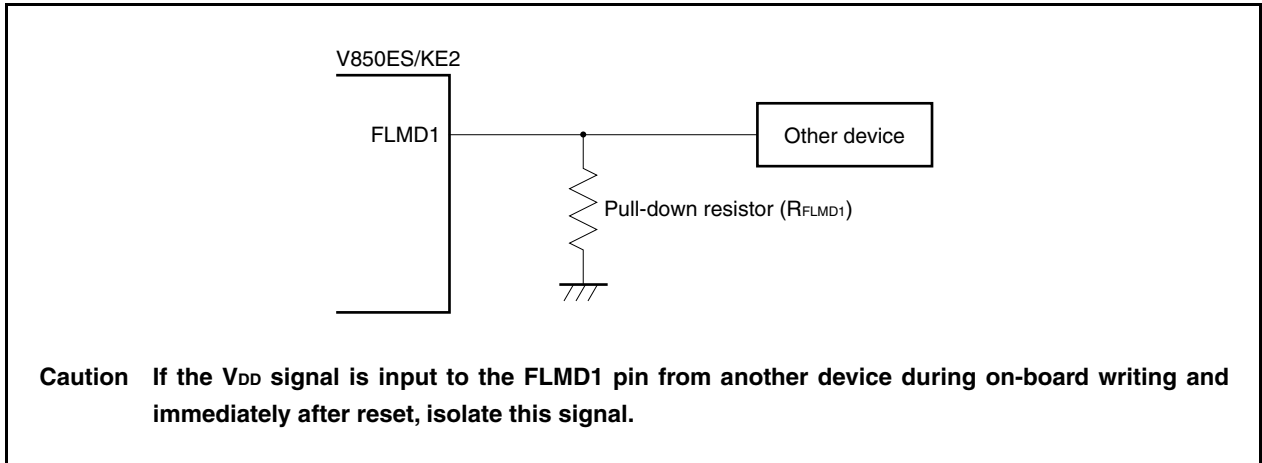 V850ES/KE2
FLMD1
Other device
Pull-down resistor (RFLMD1)
Caution If the VDD signal is input to the FLMD1 pin from another device during on-board writing and
immediately after reset, isolate this signal.